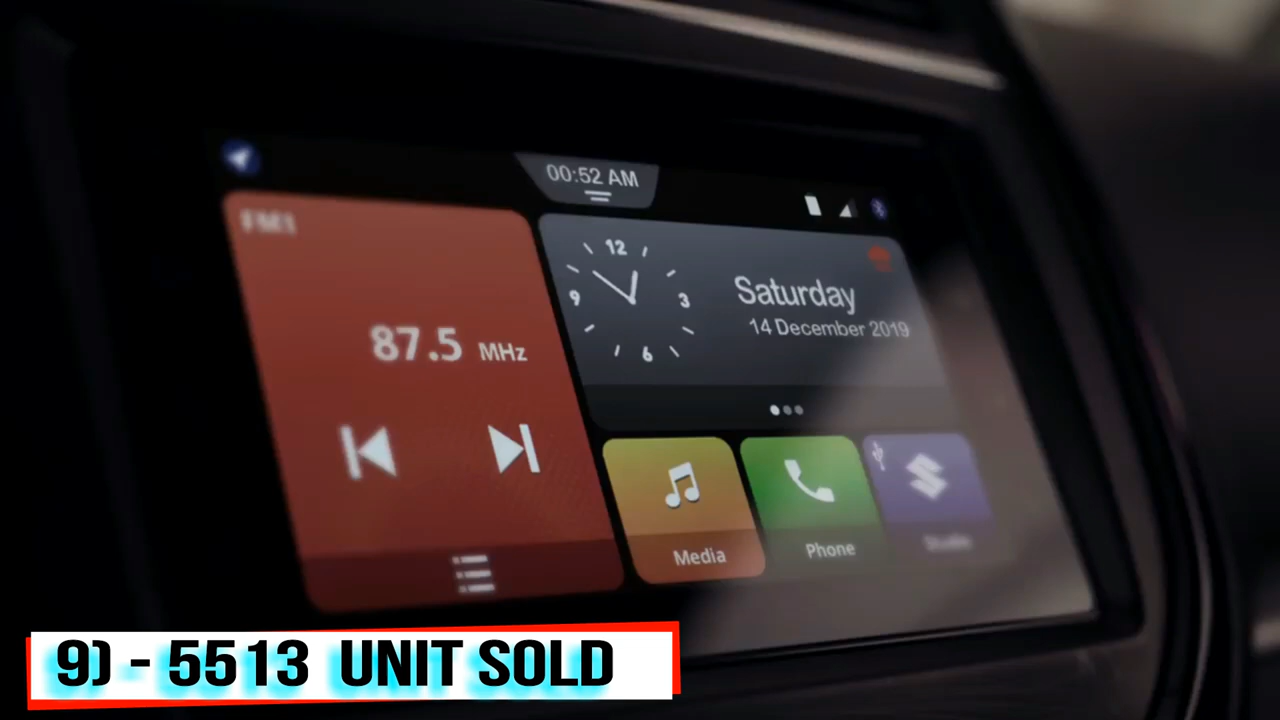 00:52 AM
FM1
12
9
3
6
Saturday
14 December 2019
87.5 MHz
Media
Phone
9) - 5513 UNIT SOLD